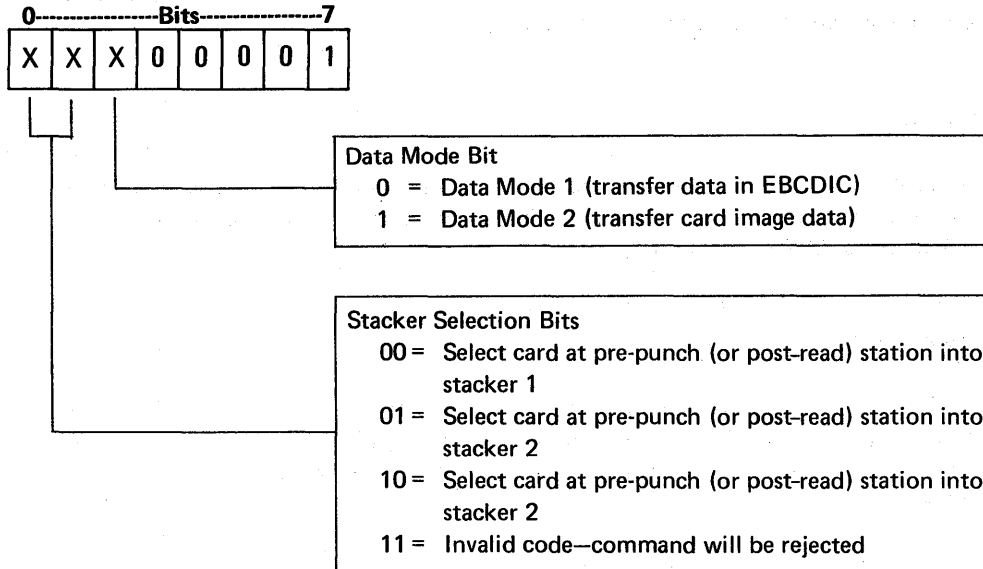 0-------------------Bits-------------------7
X X X 0 0 0 0 1
Data Mode Bit
0 = Data Mode 1 (transfer data in EBCDIC)
1 = Data Mode 2 (transfer card image data)
Stacker Selection Bits
00 = Select card at pre-punch (or post-read) station into
stacker 1
01 = Select card at pre-punch (or post-read) station into
stacker 2
10 = Select card at pre-punch (or post-read) station into
stacker 2
11 = Invalid code—command will be rejected